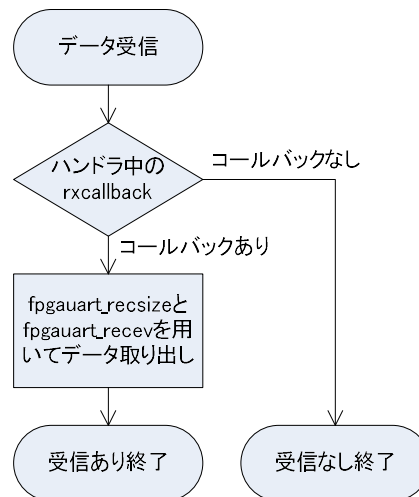 データ受信
ハンドラ中の
rxcallback
コールバックなし
コールバックあり
fpgauart_recsizeと
fpgauart_recevを用
いてデータ取り出し
受信あり終了
受信なし終了